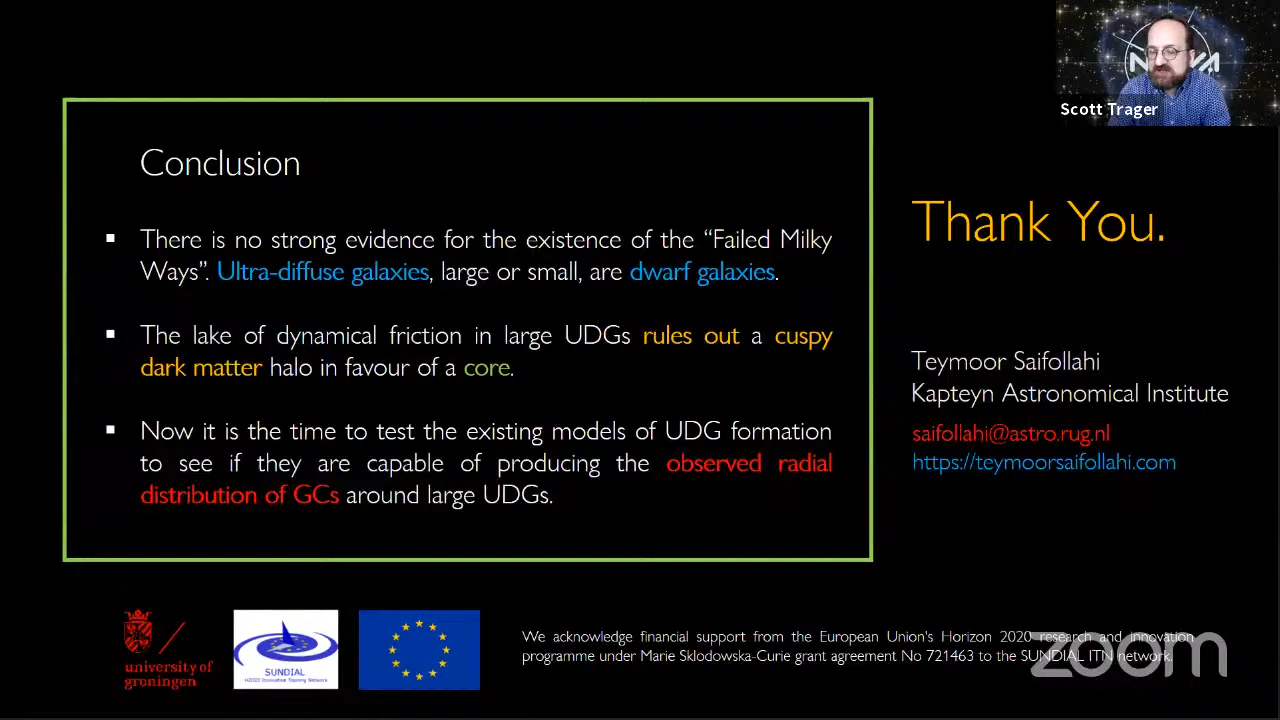 Scott Trager
Conclusion
▪ There is no strong evidence for the existence of the “Failed Milky
Ways”. Ultra-diffuse galaxies, large or small, are dwarf galaxies.
▪ The lake of dynamical friction in large UDGs rules out a cuspy
dark matter halo in favour of a core.
▪ Now it is the time to test the existing models of UDG formation
to see if they are capable of producing the observed radial
distribution of GCs around large UDGs.
Thank You.
Teymoor Saifollahi
Kapteyn Astronomical Institute
saifollahi@astro.rug.nl
https://teymoorsaifollahi.com
university of
groningen
SUNDIAL
H2020 Innovative Training Network
We acknowledge financial support from the European Union's Horizon 2020 research and innovation
programme under Marie Sklodowska-Curie grant agreement No 721463 to the SUNDIAL ITN network.
zoom